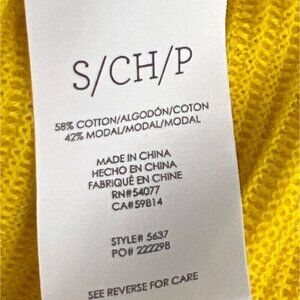 S/CH/P
58% COTTON/ALGODÓN/COTON
42% MODAL/MODAL/MODAL
MADE IN CHINA
HECHO EN CHINA
FABRIQUÉ EN CHINE
RN#54077
CA#59814
STYLE# 5637
PO# 222298
SEE REVERSE FOR CARE